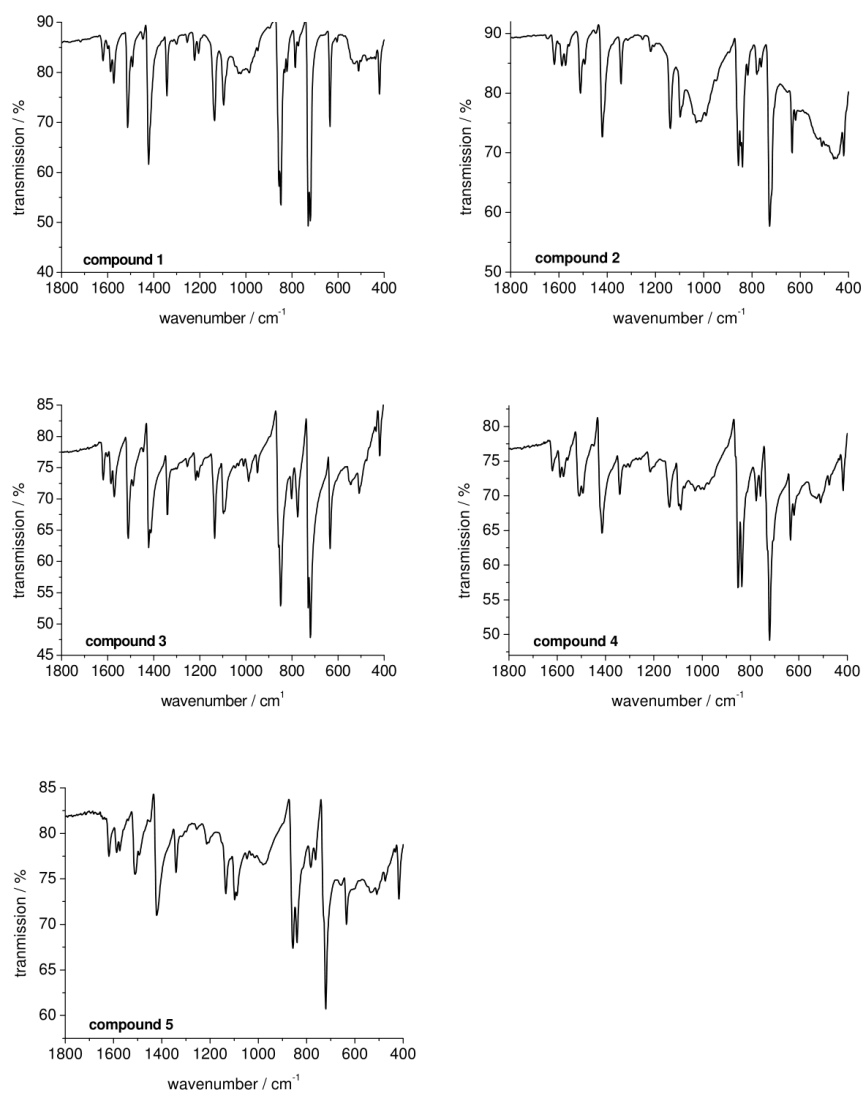 90
80
70
60
50
40
transmission / %
compound 1
1800 1600 1400 1200 1000 800 600 400
wavenumber / cm-1
90
80
70
60
50
transmission / %
compound 2
1800 1600 1400 1200 1000 800 600 400
wavenumber / cm-1
85
80
75
70
65
60
55
50
45
transmission / %
compound 3
1800 1600 1400 1200 1000 800 600 400
wavenumber / cm1
80
75
70
65
60
55
50
transmission / %
compound 4
1800 1600 1400 1200 1000 800 600 400
wavenumber / cm-1
85
80
75
70
65
60
tranmission / %
compound 5
1800 1600 1400 1200 1000 800 600 400
wavenumber / cm-1